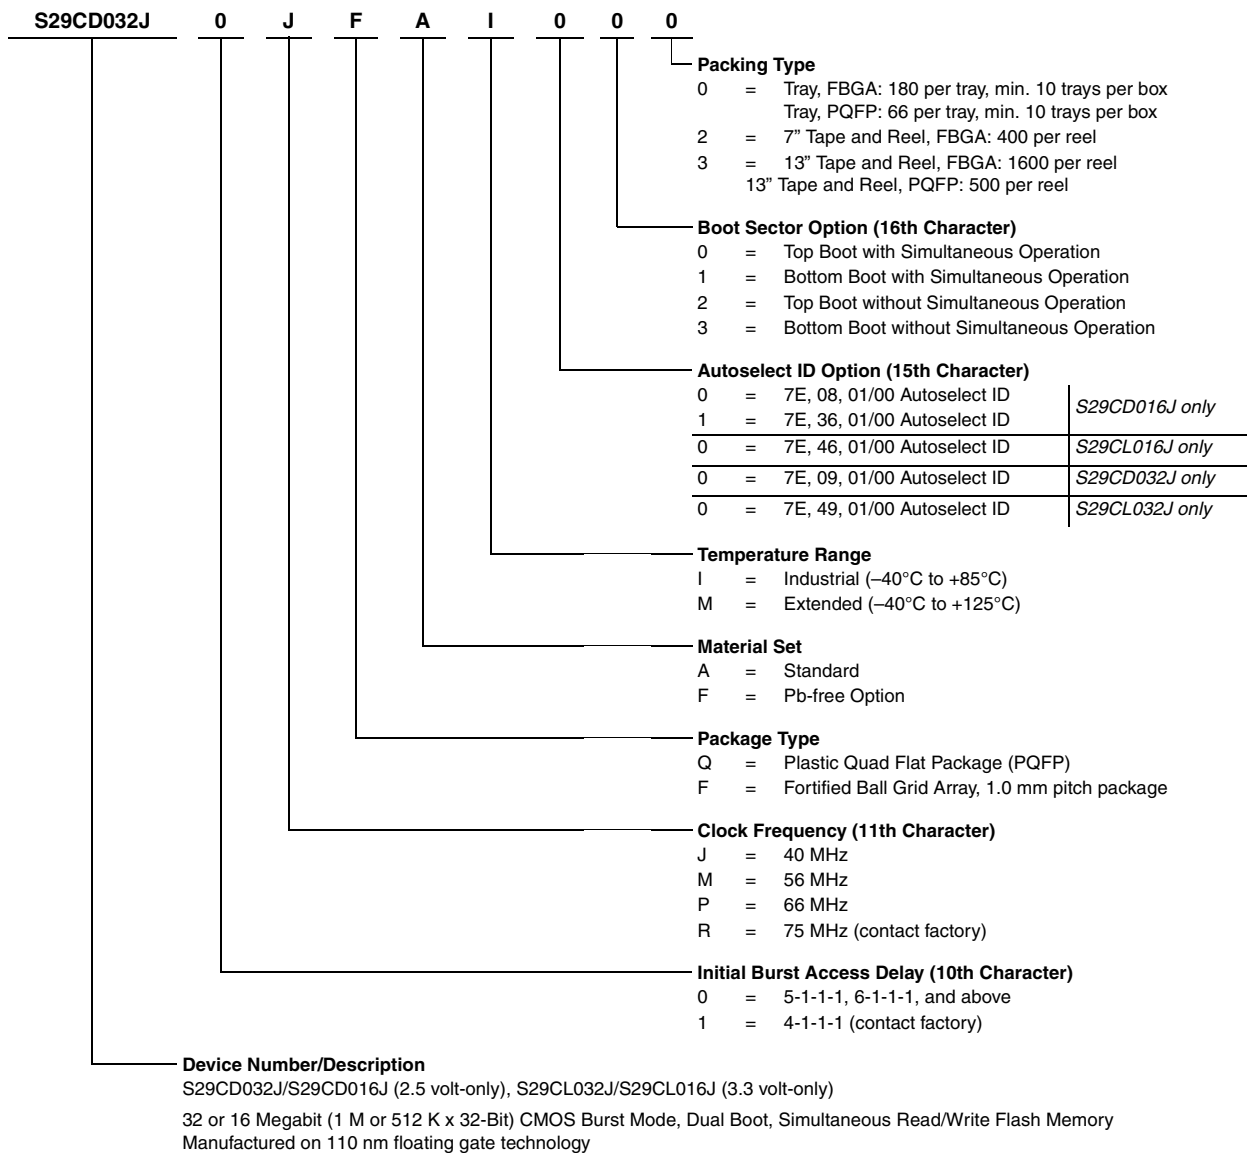 S29CD032J 0 J F A I 0 0 0
Packing Type
0 = Tray, FBGA: 180 per tray, min. 10 trays per box
Tray, PQFP: 66 per tray, min. 10 trays per box
2 = 7” Tape and Reel, FBGA: 400 per reel
3 = 13” Tape and Reel, FBGA: 1600 per reel
13” Tape and Reel, PQFP: 500 per reel
Boot Sector Option (16th Character)
0 = Top Boot with Simultaneous Operation
1 = Bottom Boot with Simultaneous Operation
2 = Top Boot without Simultaneous Operation
3 = Bottom Boot without Simultaneous Operation
Autoselect ID Option (15th Character)
0 = 7E, 08, 01/00 Autoselect ID
S29CD016J only
1 = 7E, 36, 01/00 Autoselect ID
0 = 7E, 46, 01/00 Autoselect ID S29CL016J only
0 = 7E, 09, 01/00 Autoselect ID S29CD032J only
0 = 7E, 49, 01/00 Autoselect ID S29CL032J only
Temperature Range
I = Industrial (–40°C to +85°C)
M = Extended (–40°C to +125°C)
Material Set
A = Standard
F = Pb-free Option
Package Type
Q = Plastic Quad Flat Package (PQFP)
F = Fortified Ball Grid Array, 1.0 mm pitch package
Clock Frequency (11th Character)
J = 40 MHz
M = 56 MHz
P = 66 MHz
R = 75 MHz (contact factory)
Initial Burst Access Delay (10th Character)
0 = 5-1-1-1, 6-1-1-1, and above
1 = 4-1-1-1 (contact factory)
Device Number/Description
S29CD032J/S29CD016J (2.5 volt-only), S29CL032J/S29CL016J (3.3 volt-only)
32 or 16 Megabit (1 M or 512 K x 32-Bit) CMOS Burst Mode, Dual Boot, Simultaneous Read/Write Flash Memory
Manufactured on 110 nm floating gate technology